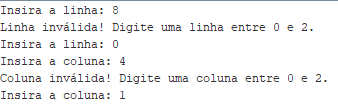 Insira a linha: 8
Linha inválida! Digite uma linha entre 0 e 2.
Insira a linha: 0
Insira a coluna: 4
Coluna inválida! Digite uma coluna entre 0 e 2.
Insira a coluna: 1